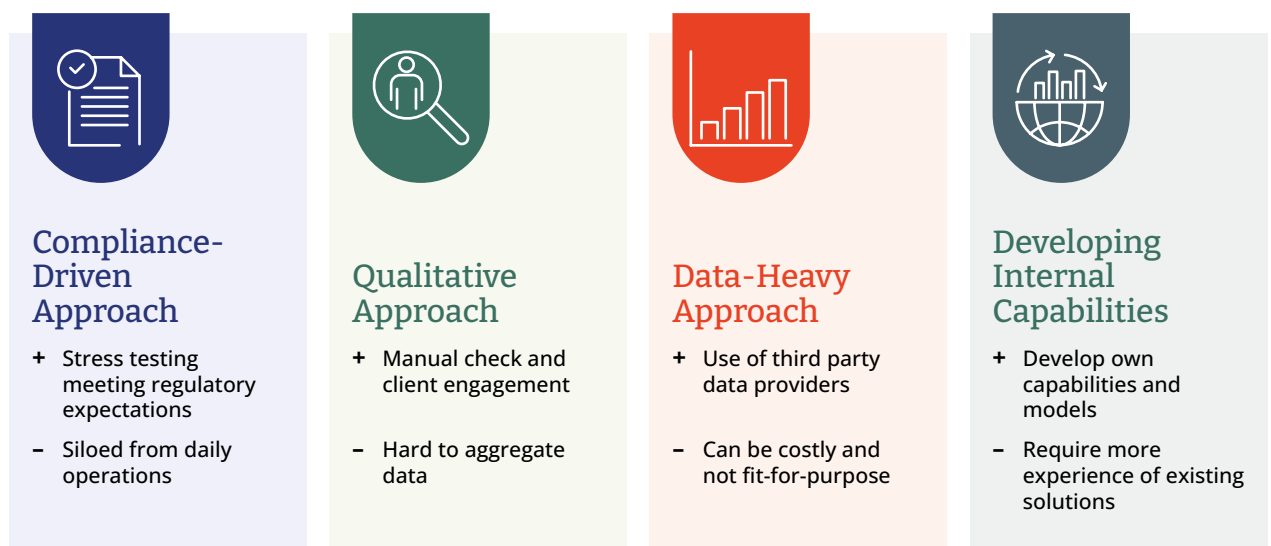 Compliance-
Driven
Approach
+ Stress testing
meeting regulatory
expectations
– Siloed from daily
operations
Qualitative
Approach
+ Manual check and
client engagement
– Hard to aggregate
data
Data-Heavy
Approach
+ Use of third party
data providers
– Can be costly and
not fit-for-purpose
Developing
Internal
Capabilities
+ Develop own
capabilities and
models
– Require more
experience of existing
solutions